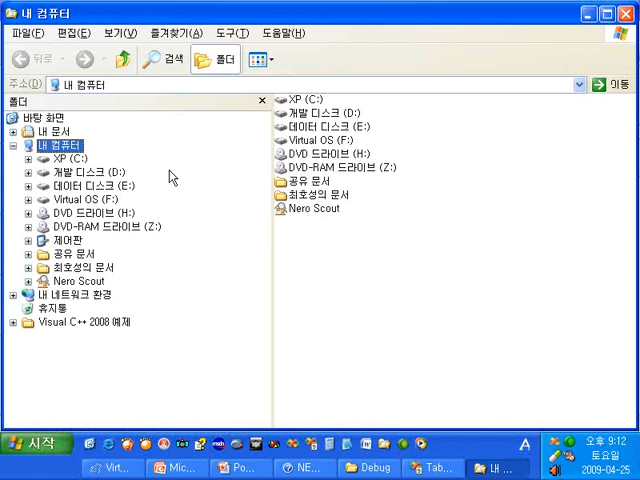 내 컴퓨터
파일(F) 편집(E) 보기(V) 즐겨찾기(A) 도구(T) 도움말(H)
뒤로 검색 폴더
주소(D) 내 컴퓨터 이동
폴더
바탕 화면
내 문서
내 컴퓨터
XP (C:)
개발 디스크 (D:)
데이터 디스크 (E:)
Virtual OS (F:)
DVD 드라이브 (H:)
DVD-RAM 드라이브 (Z:)
제어판
공유 문서
최호성의 문서
Nero Scout
내 네트워크 환경
휴지통
Visual C++ 2008 예제
XP (C:)
개발 디스크 (D:)
데이터 디스크 (E:)
Virtual OS (F:)
DVD 드라이브 (H:)
DVD-RAM 드라이브 (Z:)
공유 문서
최호성의 문서
Nero Scout
시작 msn A 오후 9:12
토요일
2009-04-25
Virt... Mic... Po... NE... Debug Tab... 내 ...